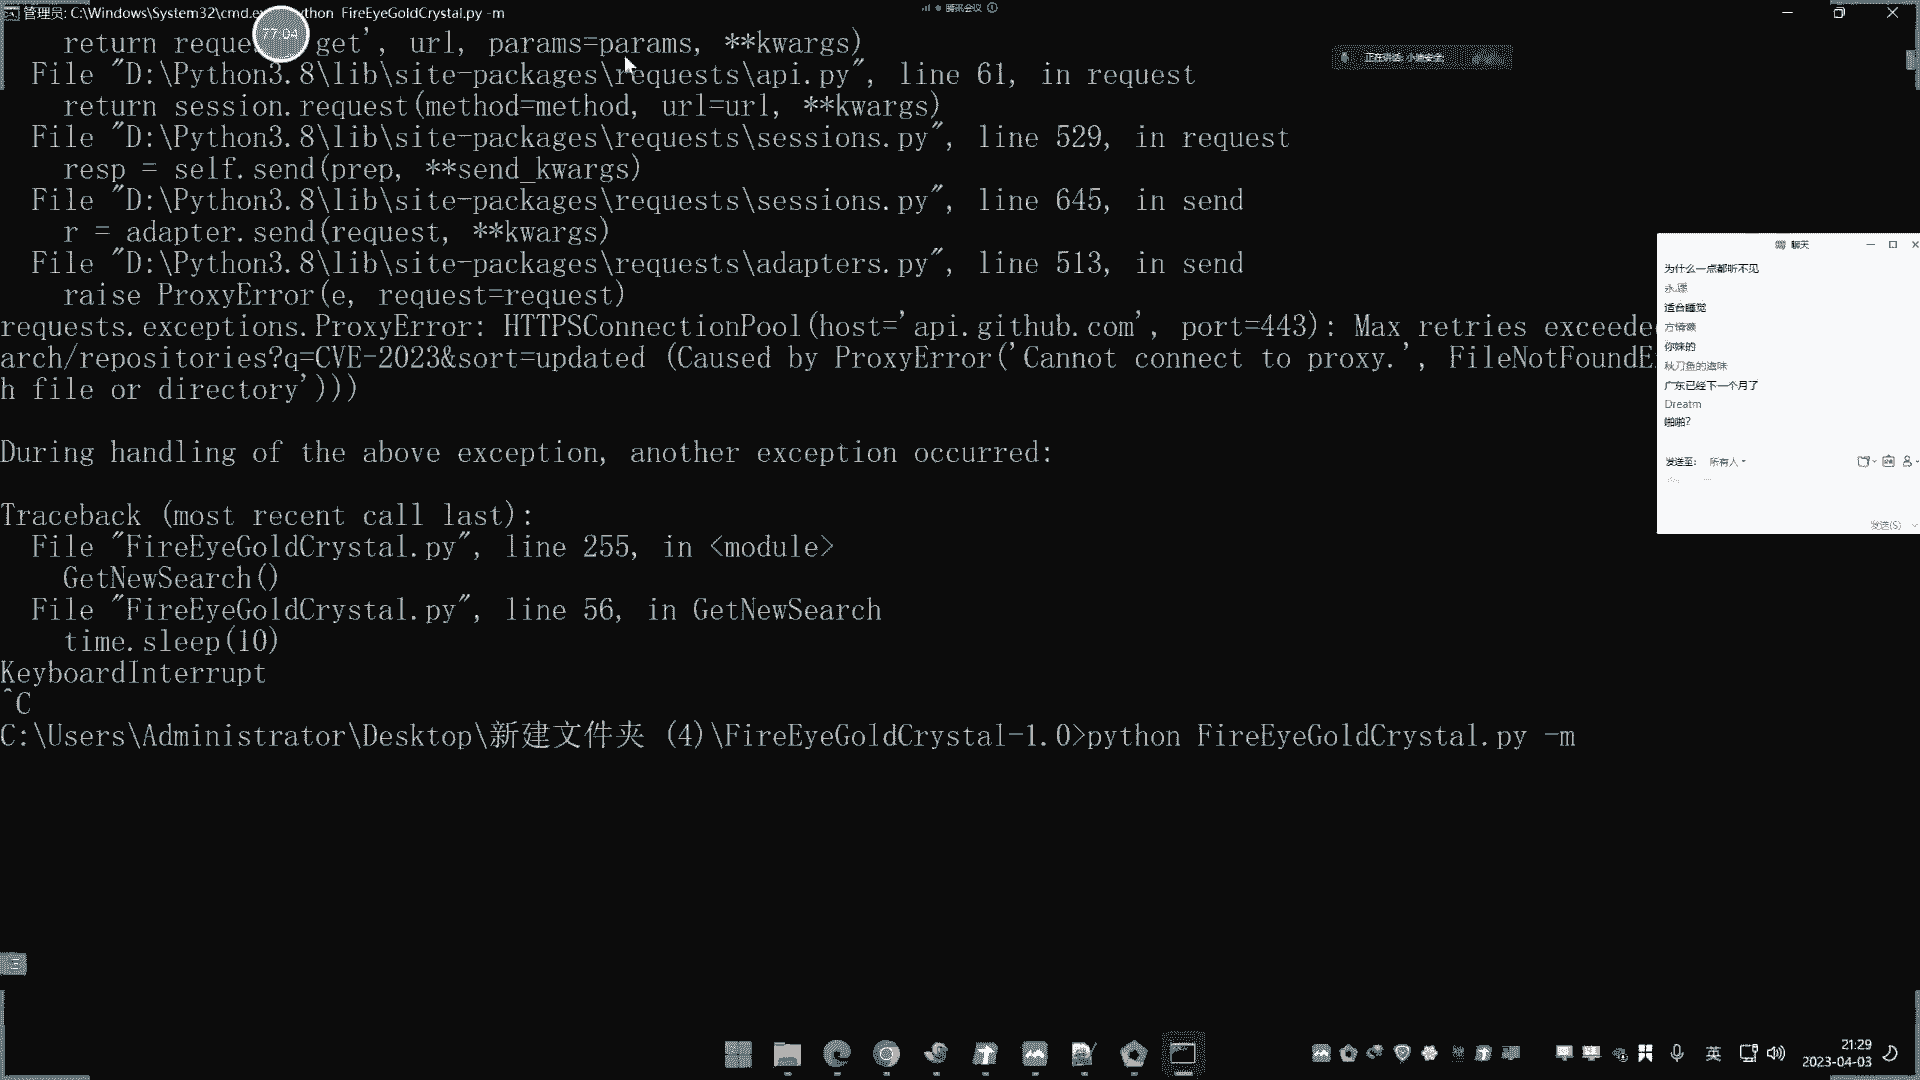 管理员: C:\Windows\System32\cmd.ex python FireEyeGoldCrystal.py -m
77:04
腾讯会议
return reque get', url, params=params, **kwargs)
File "D:\Python3.8\lib\site-packages\requests\api.py", line 61, in request
return session.request(method=method, url=url, **kwargs)
File "D:\Python3.8\lib\site-packages\requests\sessions.py", line 529, in request
resp = self.send(prep, **send_kwargs)
File "D:\Python3.8\lib\site-packages\requests\sessions.py", line 645, in send
r = adapter.send(request, **kwargs)
File "D:\Python3.8\lib\site-packages\requests\adapters.py", line 513, in send
raise ProxyError(e, request=request)
requests.exceptions.ProxyError: HTTPSConnectionPool(host='api.github.com', port=443): Max retries exceede
arch/repositories?q=CVE-2023&sort=updated (Caused by ProxyError('Cannot connect to proxy.', FileNotFoundE
h file or directory')))
During handling of the above exception, another exception occurred:
Traceback (most recent call last):
File "FireEyeGoldCrystal.py", line 255, in <module>
GetNewSearch()
File "FireEyeGoldCrystal.py", line 56, in GetNewSearch
time.sleep(10)
KeyboardInterrupt
^C
C:\Users\Administrator\Desktop\新建文件夹 (4)\FireEyeGoldCrystal-1.0>python FireEyeGoldCrystal.py -m
正在讲话: 小迪安全;
聊天
为什么一点都听不见
适合睡觉
你妹的
秋刀鱼的滋味
广东已经下一个月了
Dreatm
啪啪?
发送至: 所有人
发送(S)
英
21:29
2023-04-03